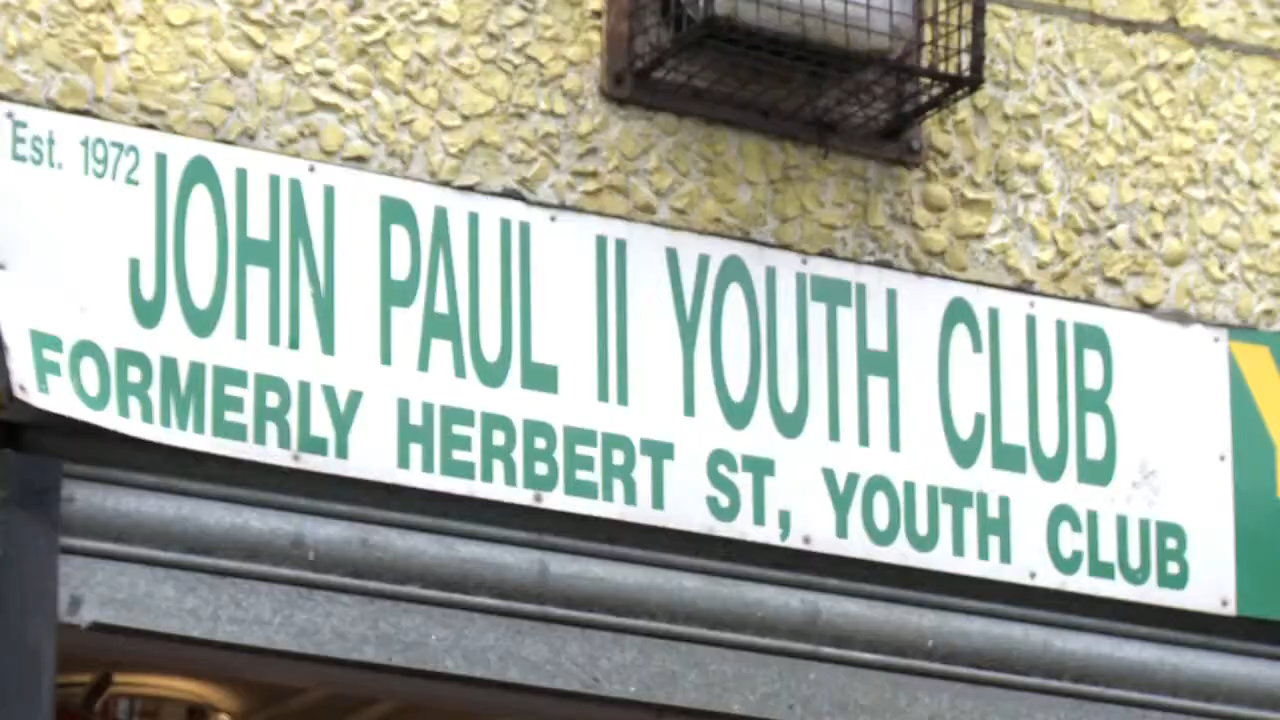 Est. 1972
JOHN PAUL II YOUTH CLUB
FORMERLY HERBERT ST, YOUTH CLUB